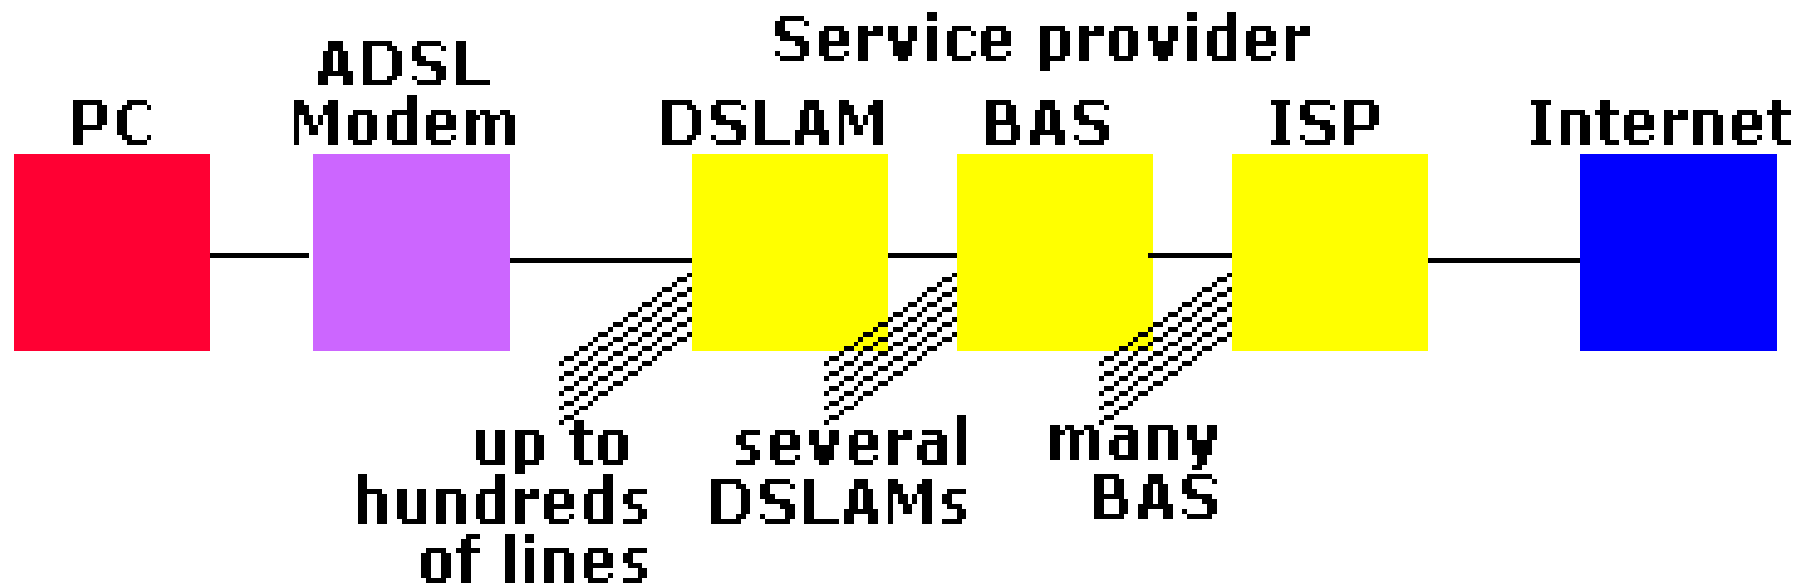 Service provider
PC
ADSL
Modem
DSLAM
BAS
ISP
Internet
up to
hundreds
of lines
several
DSLAMs
many
BAS